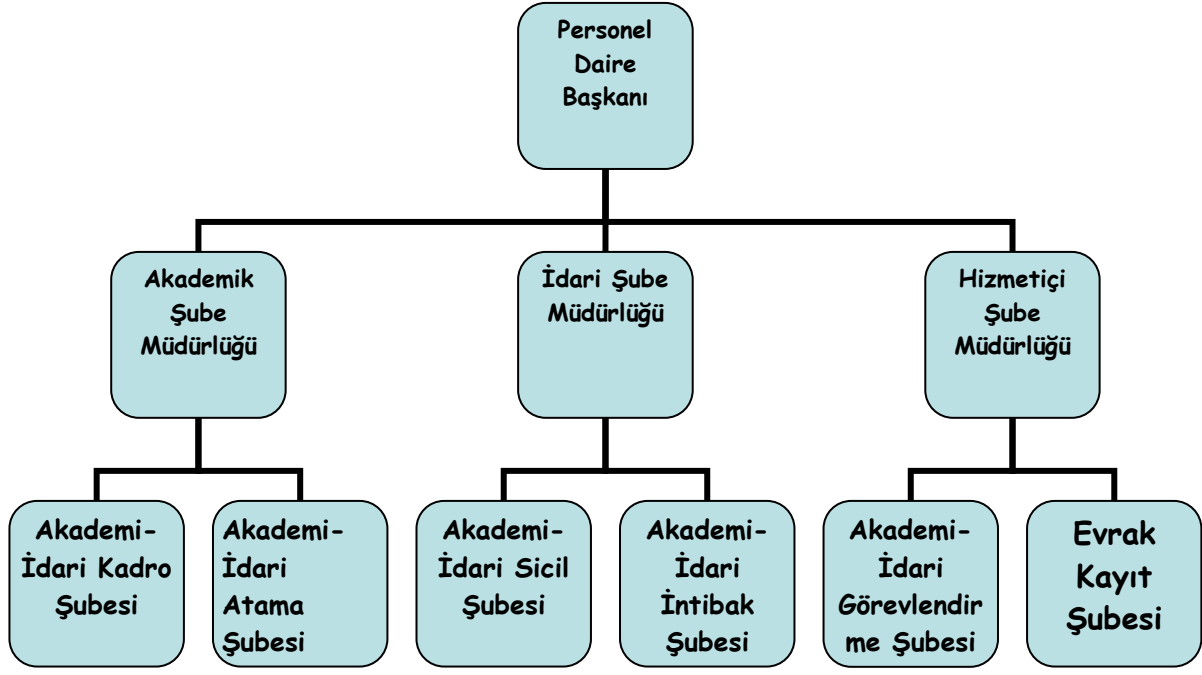 Personel
Daire
Başkanı
Akademik
Şube
Müdürlüğü
İdari Şube
Müdürlüğü
Hizmetiçi
Şube
Müdürlüğü
Akademi-
İdari Kadro
Şubesi
Akademi-
İdari
Atama
Şubesi
Akademi-
İdari Sicil
Şubesi
Akademi-
İdari
İntibak
Şubesi
Akademi-
İdari
Görevlendir
me Şubesi
Evrak
Kayıt
Şubesi